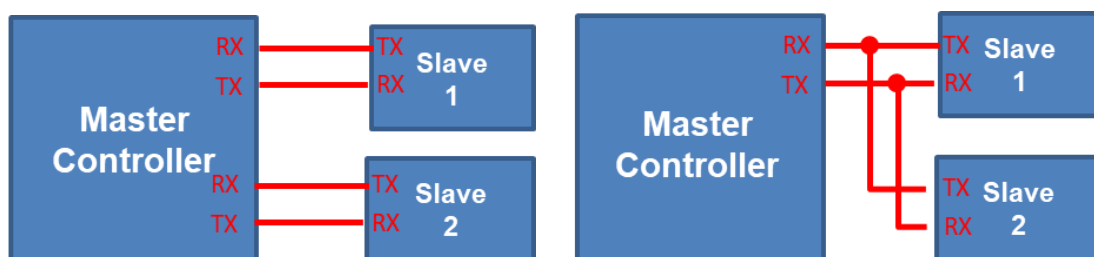 RX TX
Slave
TX RX
1
Master
Controller
RX TX
Slave
TX RX
2
RX TX
Slave
TX RX
1
Master
Controller
TX
Slave
RX
2